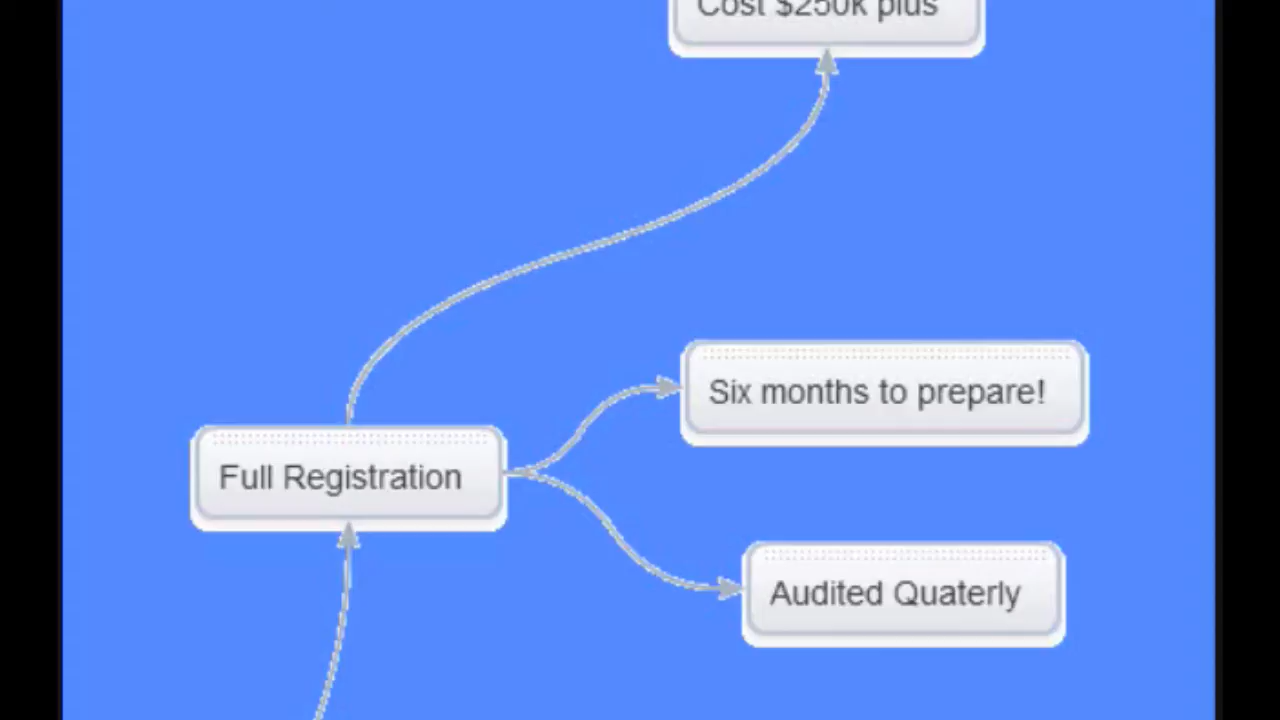 Cost $250k plus
Six months to prepare!
Full Registration
Audited Quaterly